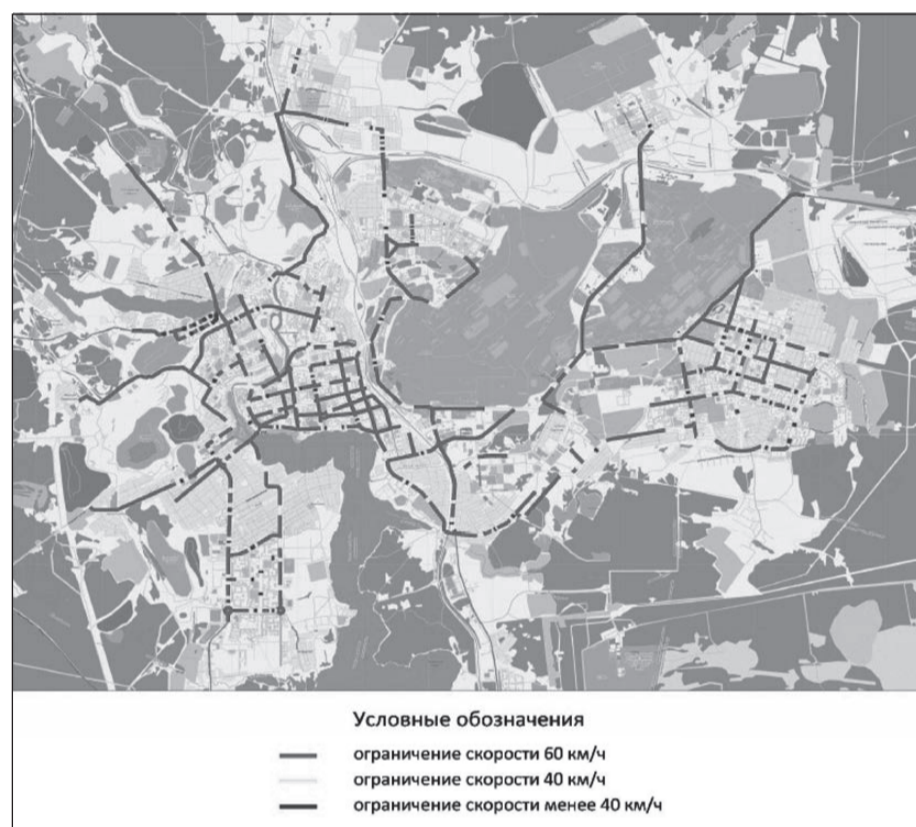 Условные обозначения
ограничение скорости 60 км/ч
ограничение скорости 40 км/ч
ограничение скорости менее 40 км/ч